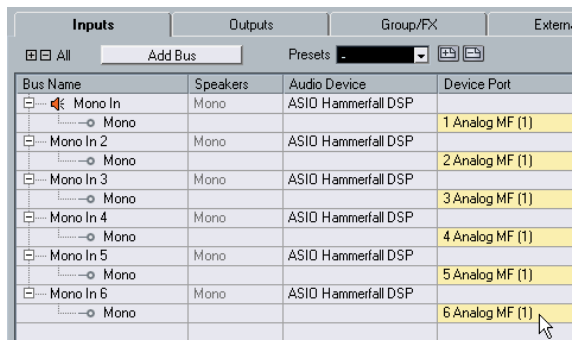 Inputs Outputs Group/FX
All Add Bus Presets -
Bus Name Speakers Audio Device Device Port
Mono In Mono ASIO Hammerfall DSP
Mono 1 Analog MF (1)
Mono In 2 Mono ASIO Hammerfall DSP
Mono 2 Analog MF (1)
Mono In 3 Mono ASIO Hammerfall DSP
Mono 3 Analog MF (1)
Mono In 4 Mono ASIO Hammerfall DSP
Mono 4 Analog MF (1)
Mono In 5 Mono ASIO Hammerfall DSP
Mono 5 Analog MF (1)
Mono In 6 Mono ASIO Hammerfall DSP
Mono 6 Analog MF (1)